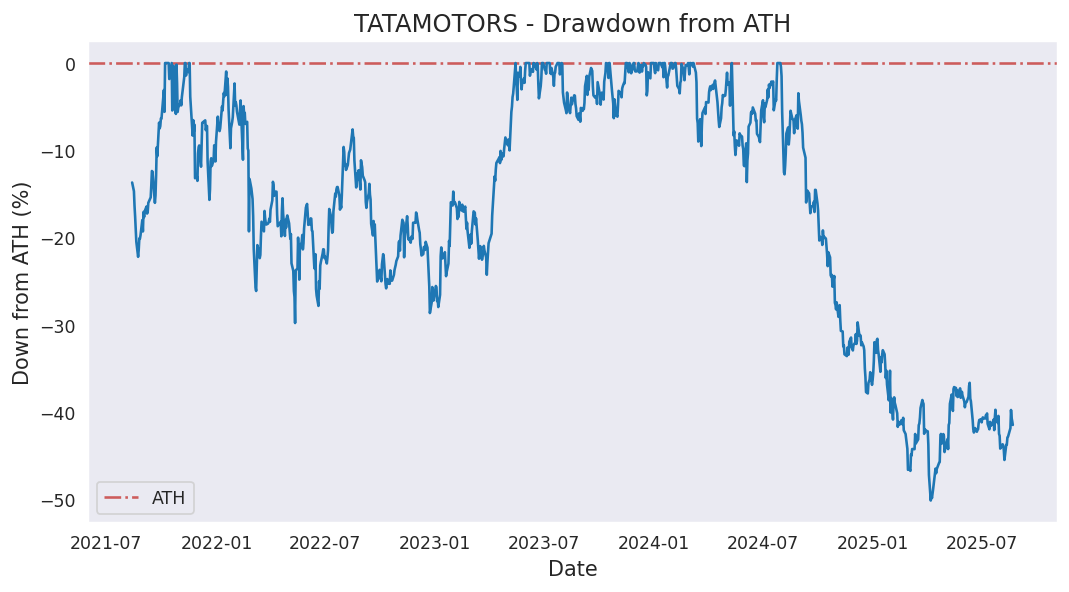 TATAMOTORS - Drawdown from ATH
Down from ATH (%)
0
−10
−20
−30
−40
−50
ATH
2021-07 2022-01 2022-07 2023-01 2023-07 2024-01 2024-07 2025-01 2025-07
Date